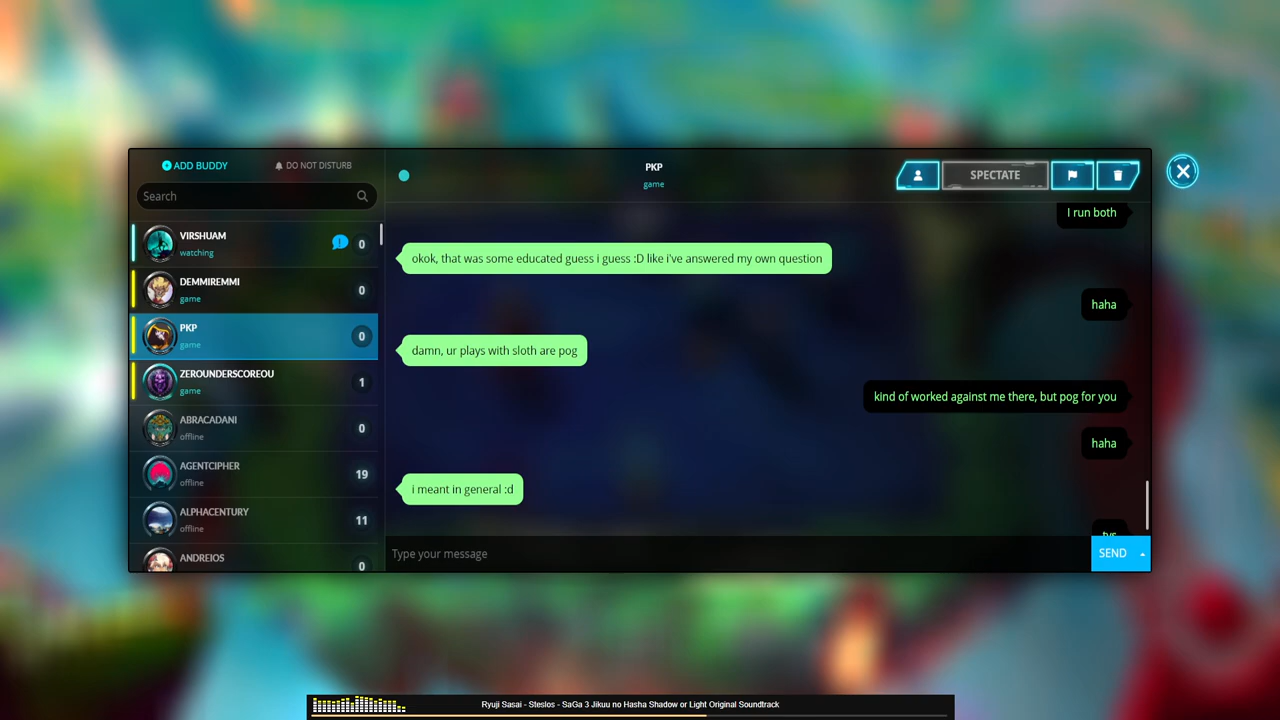 ADD BUDDY
DO NOT DISTURB
Search
VIRSHUAM
watching
0
DEMMIREMMI
game
0
PKP
game
0
ZEROUNDERSCOREOU
game
1
ABRACADANI
offline
0
AGENTCIPHER
offline
19
ALPHACENTURY
offline
11
ANDREIOS
0
PKP
game
SPECTATE
I run both
okok, that was some educated guess i guess :D like i've answered my own question
haha
damn, ur plays with sloth are pog
kind of worked against me there, but pog for you
haha
i meant in general :d
Type your message
SEND
Ryuji Sasai - Steslos - SaGa 3 Jikuu no Hasha Shadow or Light Original Soundtrack